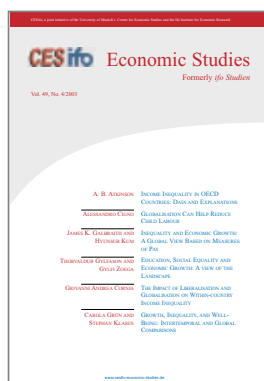 CESifo, a joint initiative of the University of Munich's Center for Economic Studies and the Ifo Institute for Economic Research
CESifo Economic Studies
Formerly ifo Studien
Vol. 49, No. 4/2003
A. B. ATKINSON INCOME INEQUALITY IN OECD
COUNTRIES: DATA AND EXPLANATIONS
ALESSANDRO CIGNO GLOBALISATION CAN HELP REDUCE
CHILD LABOUR
JAMES K. GALBRAITH AND INEQUALITY AND ECONOMIC GROWTH:
HYUNSUB KUM A GLOBAL VIEW BASED ON MEASURES
OF PAY
THORVALDUR GYLFASON AND EDUCATION, SOCIAL EQUALITY AND
GYLFI ZOEGA ECONOMIC GROWTH: A VIEW OF THE
LANDSCAPE
GIOVANNI ANDREA CORNIA THE IMPACT OF LIBERALISATION AND
GLOBALISATION ON WITHIN-COUNTRY
INCOME INEQUALITY
CAROLA GRÜN AND GROWTH, INEQUALITY, AND WELL-
STEPHAN KLASEN BEING: INTERTEMPORAL AND GLOBAL
COMPARISONS
www.cesifo-economic-studies.de